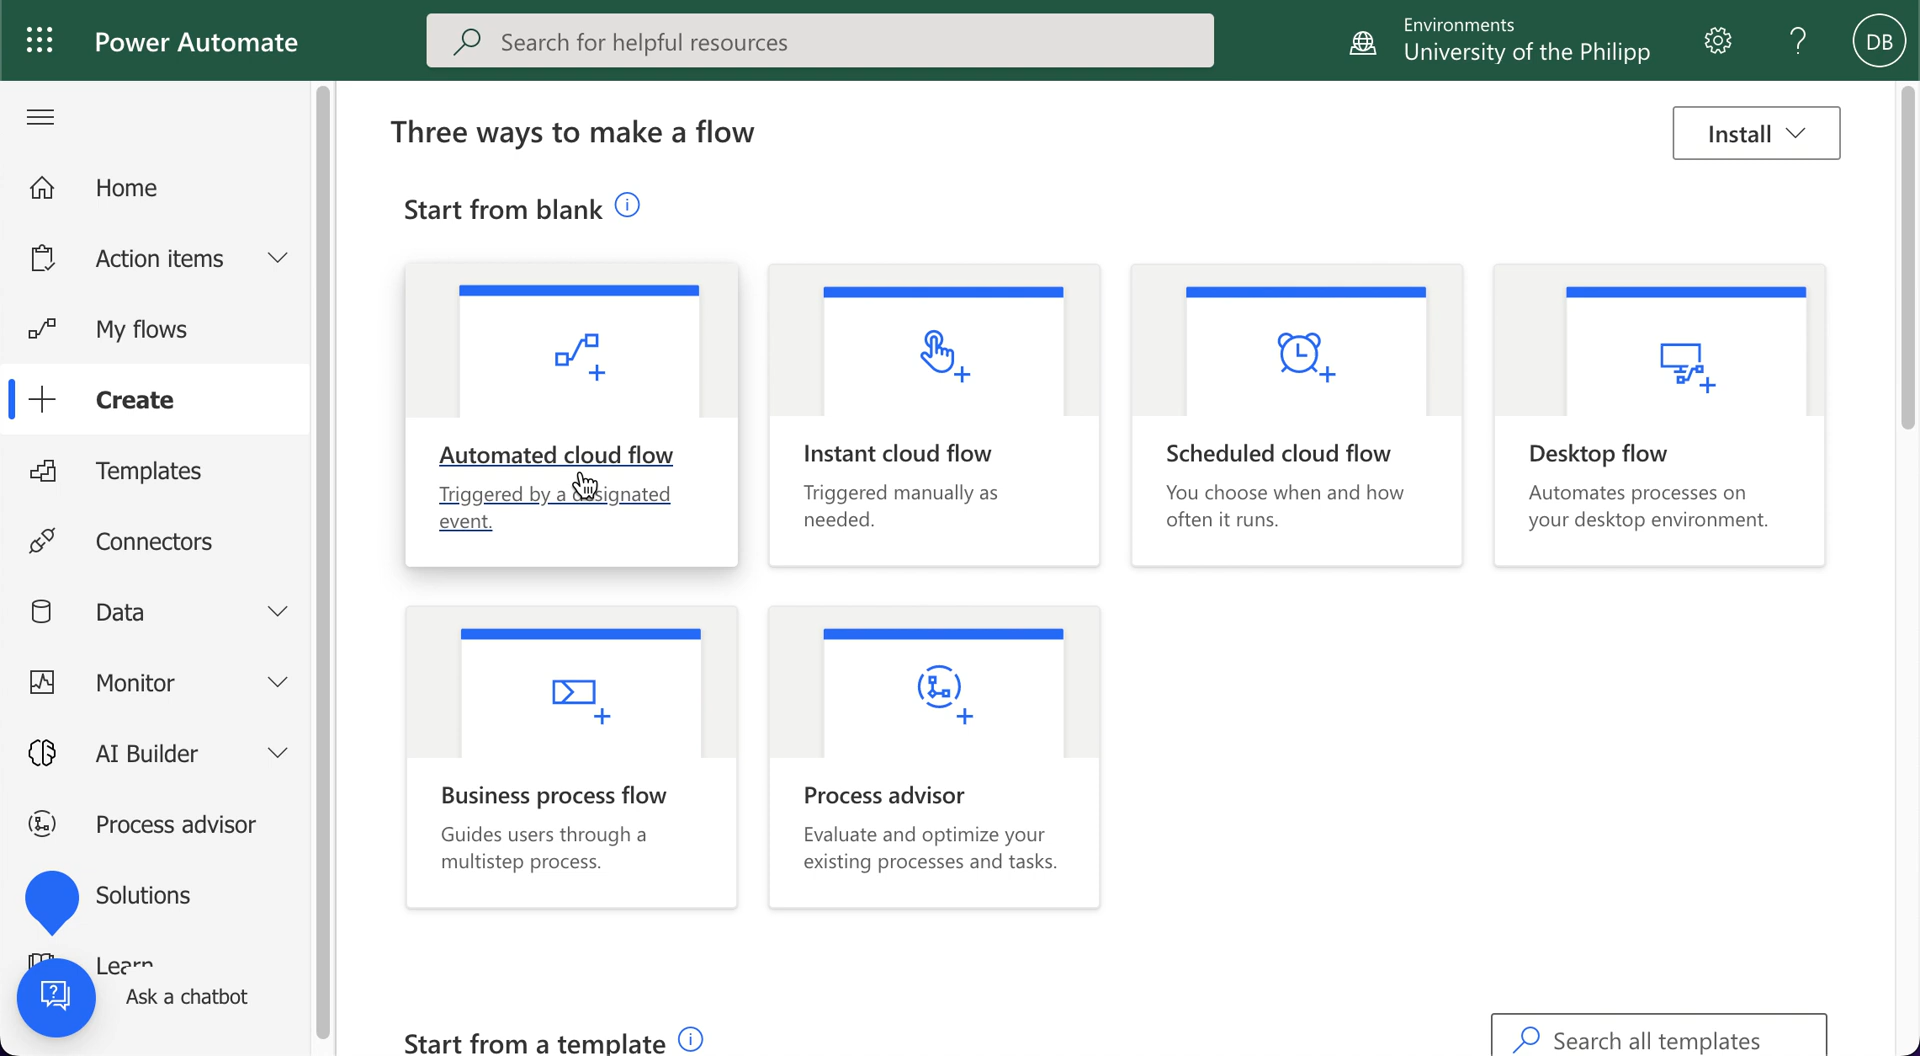 Power Automate
Search for helpful resources
Environments
University of the Philipp
DB
Home
Action items
My flows
Create
Templates
Connectors
Data
Monitor
AI Builder
Process advisor
Solutions
Learn
Ask a chatbot
Three ways to make a flow
Install
Start from blank
Automated cloud flow
Triggered by a designated
event.
Instant cloud flow
Triggered manually as
needed.
Scheduled cloud flow
You choose when and how
often it runs.
Desktop flow
Automates processes on
your desktop environment.
Business process flow
Guides users through a
multistep process.
Process advisor
Evaluate and optimize your
existing processes and tasks.
Start from a template
Search all templates